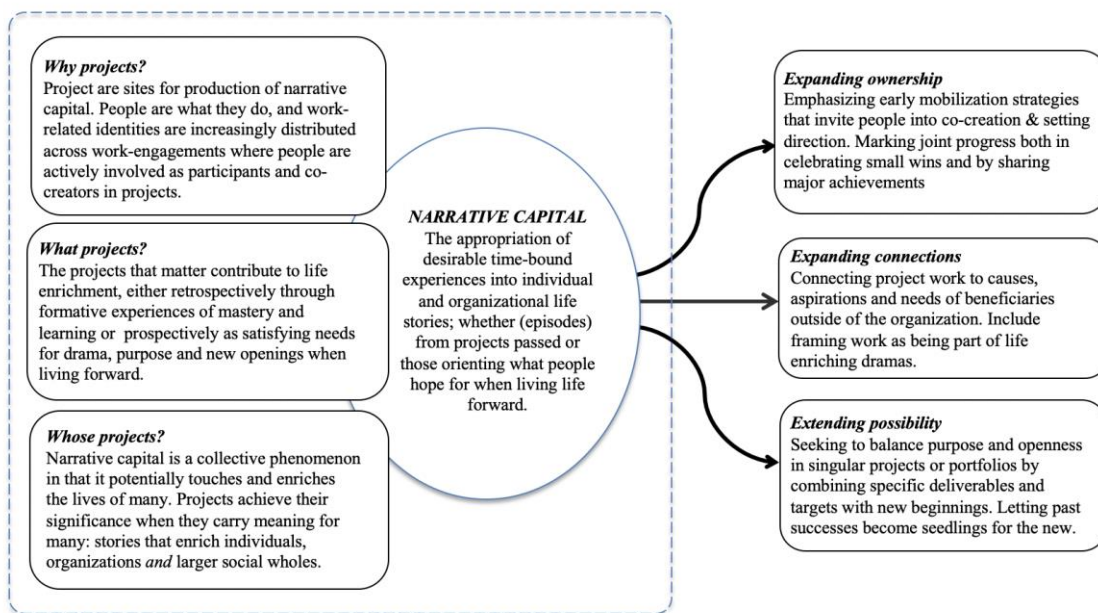 Why projects?
Project are sites for production of narrative
capital. People are what they do, and work-
related identities are increasingly distributed
across work-engagements where people are
actively involved as participants and co-
creators in projects.
What projects?
The projects that matter contribute to life
enrichment, either retrospectively through
formative experiences of mastery and
learning or prospectively as satisfying needs
for drama, purpose and new openings when
living forward.
Whose projects?
Narrative capital is a collective phenomenon
in that it potentially touches and enriches
the lives of many. Projects achieve their
significance when they carry meaning for
many: stories that enrich individuals,
organizations and larger social wholes.
NARRATIVE CAPITAL
The appropriation of
desirable time-bound
experiences into individual
and organizational life
stories; whether (episodes)
from projects passed or
those orienting what people
hope for when living life
forward.
Expanding ownership
Emphasizing early mobilization strategies
that invite people into co-creation & setting
direction. Marking joint progress both in
celebrating small wins and by sharing
major achievements
Expanding connections
Connecting project work to causes,
aspirations and needs of beneficiaries
outside of the organization. Include
framing work as being part of life
enriching dramas.
Extending possibility
Seeking to balance purpose and openness
in singular projects or portfolios by
combining specific deliverables and
targets with new beginnings. Letting past
successes become seedlings for the new.